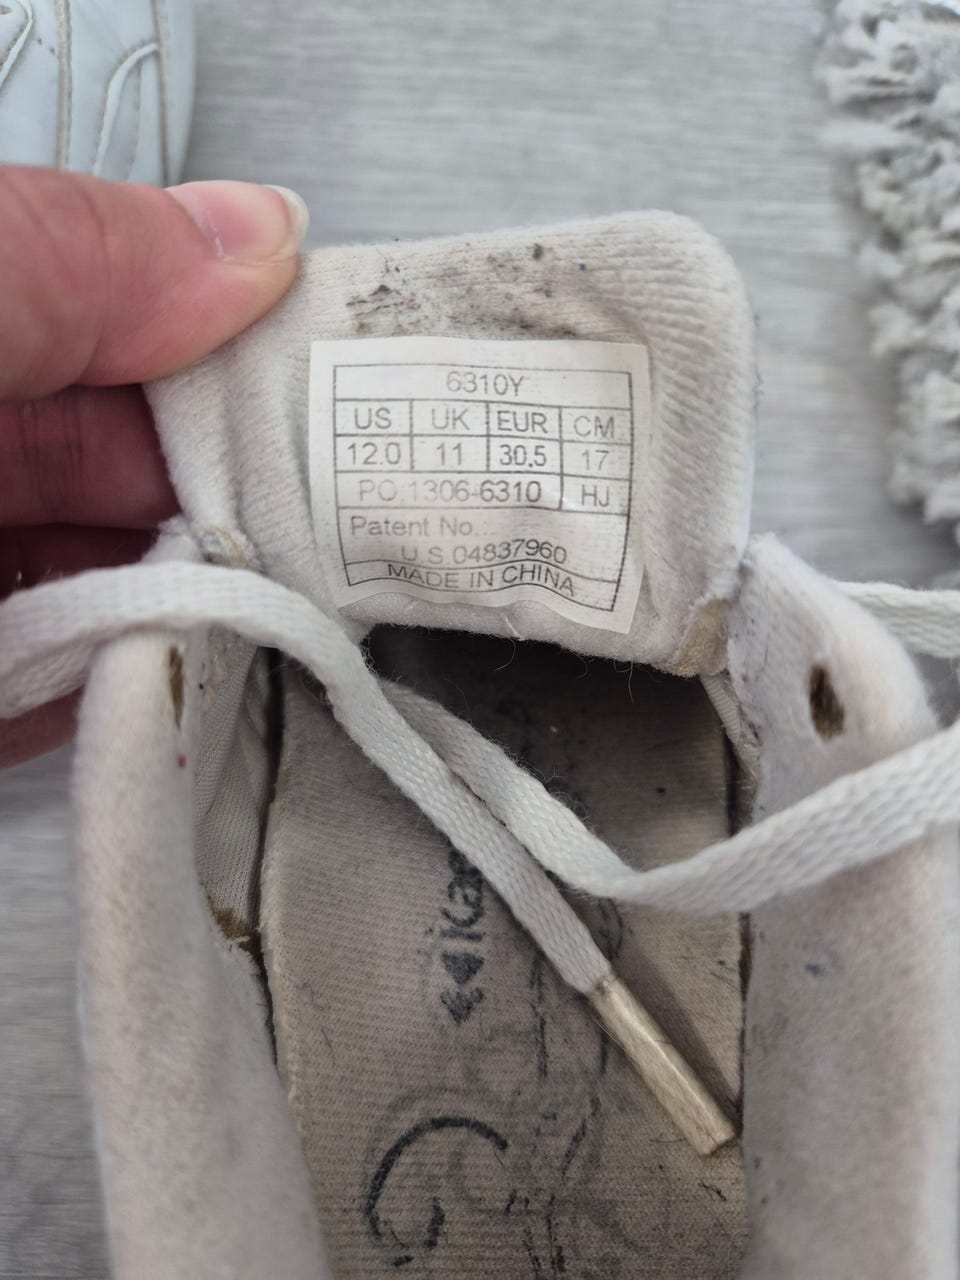 6310Y
US UK EUR CM
12.0 11 30.5 17
PO.1306-6310 HJ
Patent No.
U.S.04837960
MADE IN CHINA